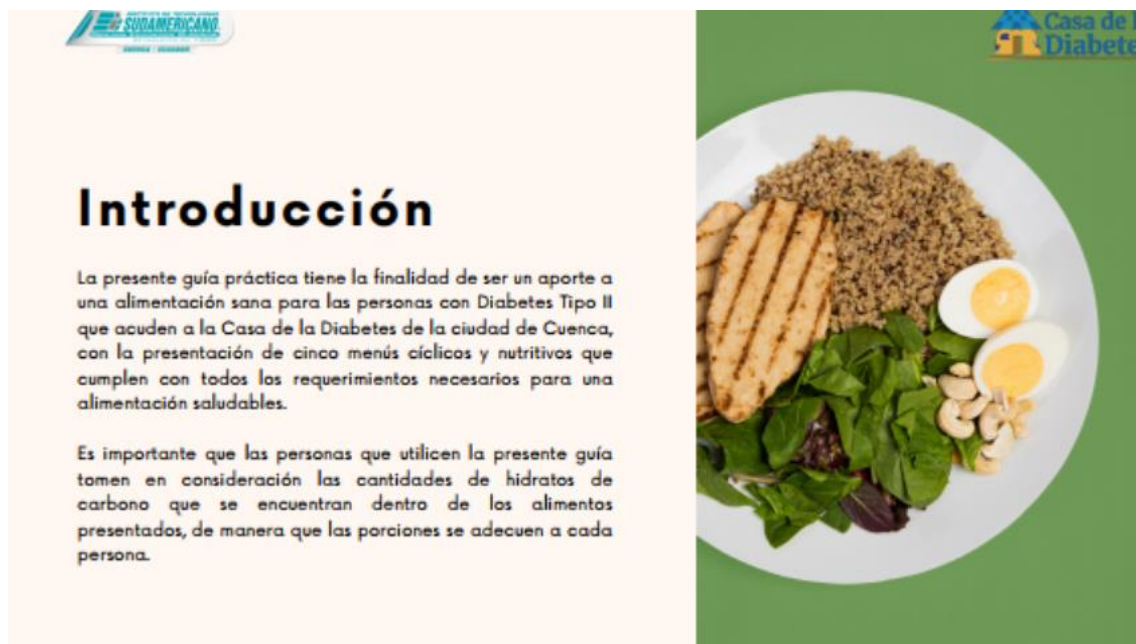 SUDAMERICANO
Casa de l
Diabete
Introducción
La presente guía práctica tiene la finalidad de ser un aporte a
una alimentación sana para las personas con Diabetes Tipo II
que acuden a la Casa de la Diabetes de la ciudad de Cuenca,
con la presentación de cinco menús cíclicos y nutritivos que
cumplen con todos los requerimientos necesarios para una
alimentación saludables.
Es importante que las personas que utilicen la presente guía
tomen en consideración las cantidades de hidratos de
carbono que se encuentran dentro de los alimentos
presentados, de manera que las porciones se adecuen a cada
persona.